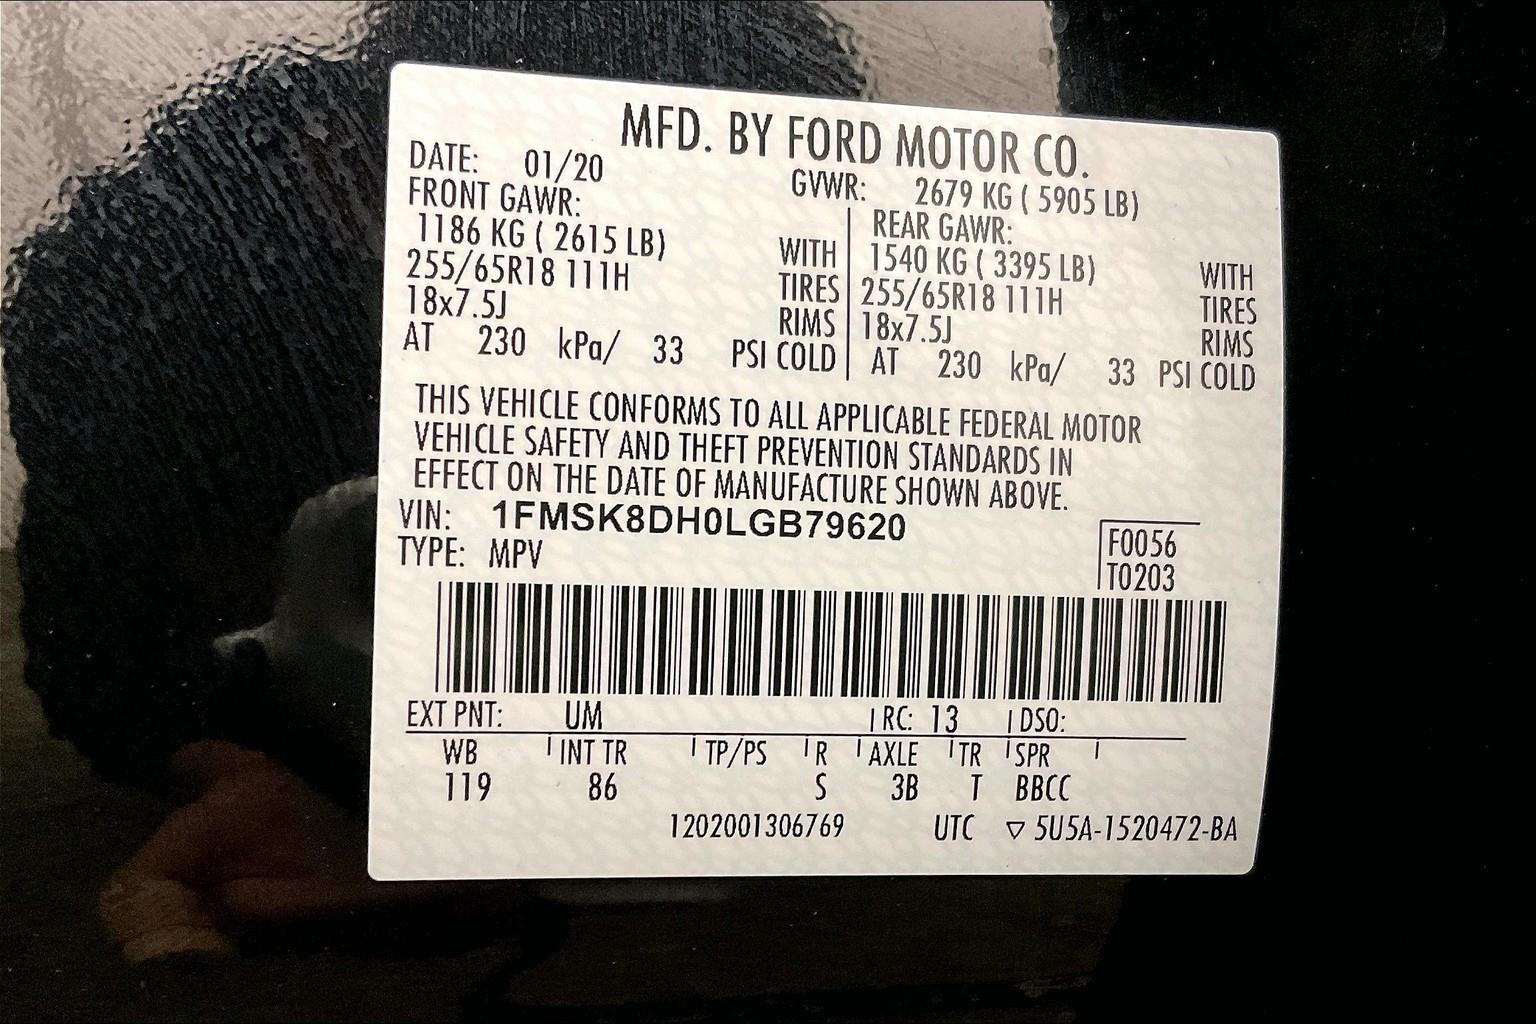 MFD. BY FORD MOTOR CO.
DATE: 01/20
GVWR: 2679 KG ( 5905 LB)
FRONT GAWR:
1186 KG ( 2615 LB) WITH
255/65R18 111H TIRES
18x7.5J RIMS
AT 230 kPa/ 33 PSI COLD
REAR GAWR:
1540 KG ( 3395 LB) WITH
255/65R18 111H TIRES
18x7.5J RIMS
AT 230 kPa/ 33 PSI COLD
THIS VEHICLE CONFORMS TO ALL APPLICABLE FEDERAL MOTOR
VEHICLE SAFETY AND THEFT PREVENTION STANDARDS IN
EFFECT ON THE DATE OF MANUFACTURE SHOWN ABOVE.
VIN: 1FMSK8DH0LGB79620
TYPE: MPV
F0056
T0203
EXT PNT: UM RC: 13 DSO:
WB INT TR TP/PS R AXLE TR SPR
119 86 S 3B T BBCC
1202001306769 UTC ▽ 5U5A-1520472-BA